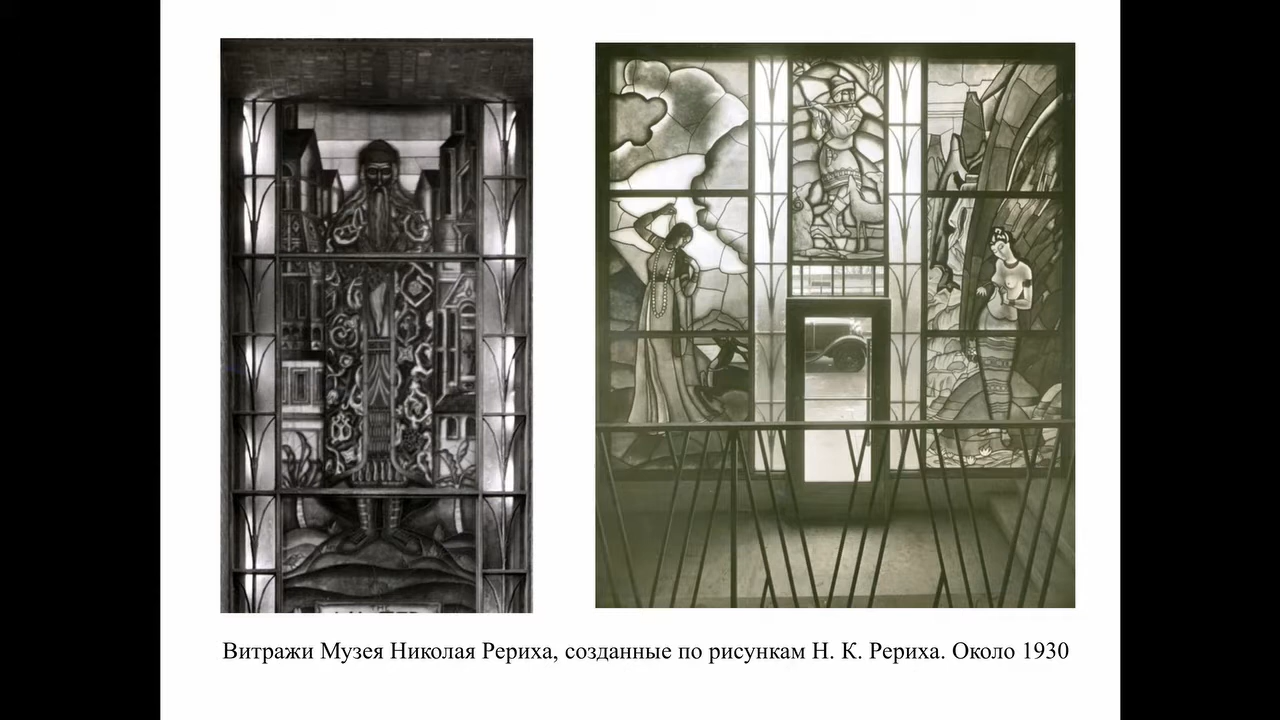 Витражи Музея Николая Рериха, созданные по рисункам Н. К. Рериха. Около 1930